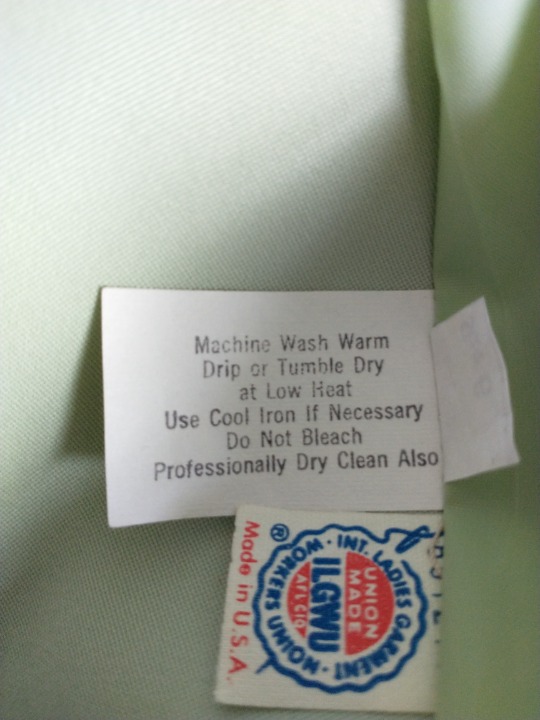 Machine Wash Warm
Drip or Tumble Dry
at Low Heat
Use Cool Iron If Necessary
Do Not Bleach
Professionally Dry Clean Also
Made in U.S.A.
®
INT. LADIES GARMENT · WORKERS UNION ·
UNION
MADE
ILGWU
AFL CIO